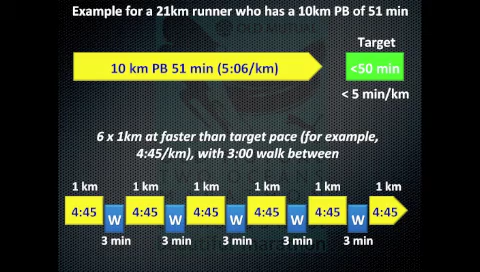 Example for a 21km runner who has a 10km PB of 51 min
Target
10 km PB 51 min (5:06/km)
<50 min
< 5 min/km
6 x 1km at faster than target pace (for example,
4:45/km), with 3:00 walk between
1 km 1 km 1 km 1 km 1 km 1 km
4:45 4:45 4:45 4:45 4:45 4:45
W W W W W
3 min 3 min 3 min 3 min 3 min